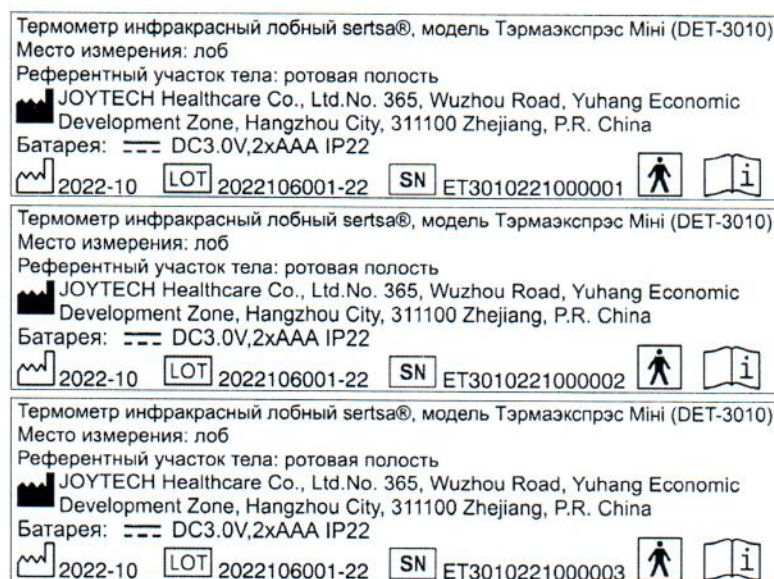 Термометр инфракрасный лобный sertsa®, модель Тэрмаэкспрэс Міні (DET-3010)
Место измерения: лоб
Референтный участок тела: ротовая полость
JOYTECH Healthcare Co., Ltd.No. 365, Wuzhou Road, Yuhang Economic
Development Zone, Hangzhou City, 311100 Zhejiang, P.R. China
Батарея: DC3.0V,2xAAA IP22
2022-10 LOT 2022106001-22 SN ET3010221000001 i
Термометр инфракрасный лобный sertsa®, модель Тэрмаэкспрэс Міні (DET-3010)
Место измерения: лоб
Референтный участок тела: ротовая полость
JOYTECH Healthcare Co., Ltd.No. 365, Wuzhou Road, Yuhang Economic
Development Zone, Hangzhou City, 311100 Zhejiang, P.R. China
Батарея: DC3.0V,2xAAA IP22
2022-10 LOT 2022106001-22 SN ET3010221000002 i
Термометр инфракрасный лобный sertsa®, модель Тэрмаэкспрэс Міні (DET-3010)
Место измерения: лоб
Референтный участок тела: ротовая полость
JOYTECH Healthcare Co., Ltd.No. 365, Wuzhou Road, Yuhang Economic
Development Zone, Hangzhou City, 311100 Zhejiang, P.R. China
Батарея: DC3.0V,2xAAA IP22
2022-10 LOT 2022106001-22 SN ET3010221000003 i